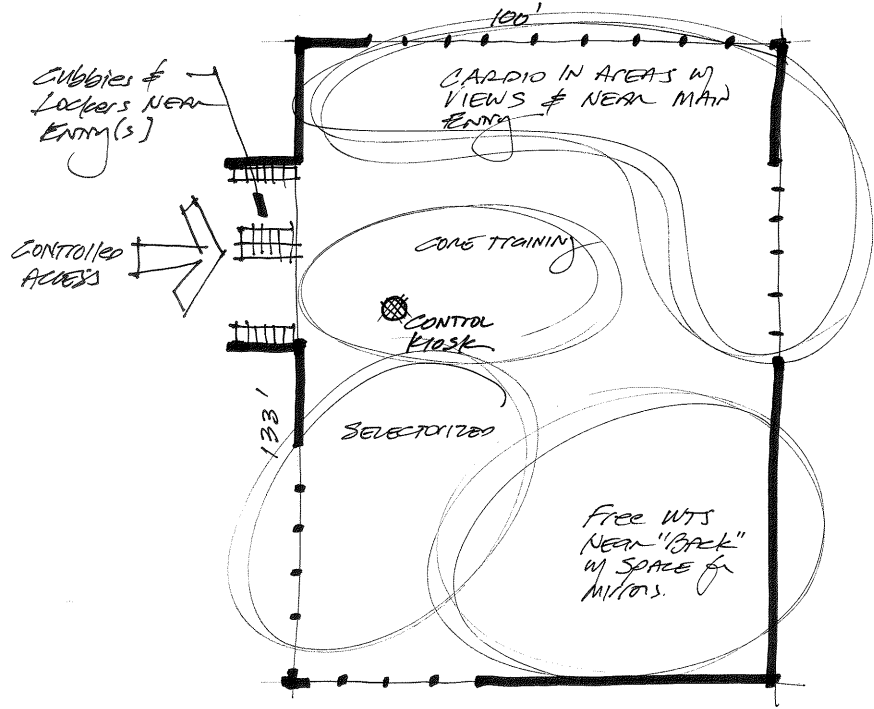 100'
Cubbies &
Lockers Near
Entry(s)
CARDIO IN AREAS W/
VIEWS & NEAR MAIN
ENTRY
CONTROLLED
ACCESS
CORE TRAINING
CONTROL
KIOSK
133'
SELECTORIZED
Free WTS
NEAR "BACK"
W/ SPACE for
MIRRORS.